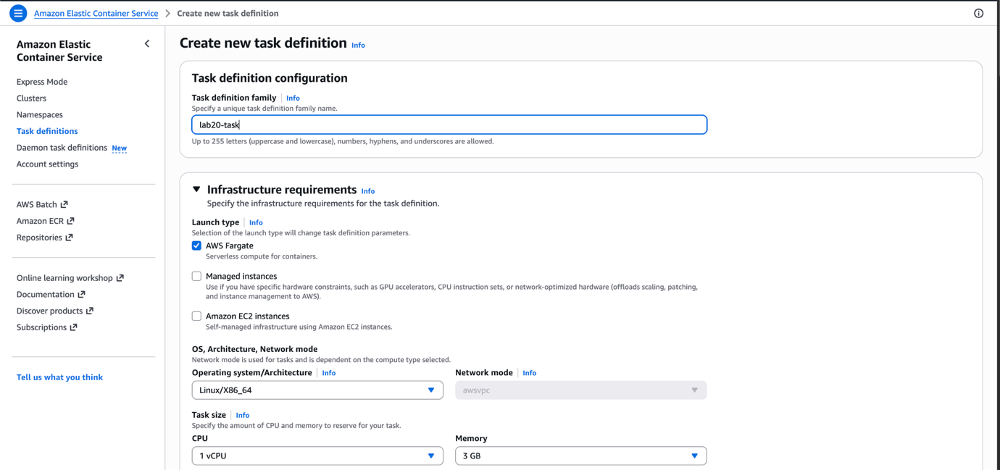 Amazon Elastic Container Service > Create new task definition
Amazon Elastic
Container Service
Express Mode
Clusters
Namespaces
Task definitions
Daemon task definitions New
Account settings
AWS Batch
Amazon ECR
Repositories
Online learning workshop
Documentation
Discover products
Subscriptions
Tell us what you think
Create new task definition Info
Task definition configuration
Task definition family Info
Specify a unique task definition family name.
lab20-task
Up to 255 letters (uppercase and lowercase), numbers, hyphens, and underscores are allowed.
Infrastructure requirements Info
Specify the infrastructure requirements for the task definition.
Launch type Info
Selection of the launch type will change task definition parameters.
AWS Fargate
Serverless compute for containers.
Managed instances
Use if you have specific hardware constraints, such as GPU accelerators, CPU instruction sets, or network-optimized hardware (offloads scaling, patching,
and instance management to AWS).
Amazon EC2 instances
Self-managed infrastructure using Amazon EC2 instances.
OS, Architecture, Network mode
Network mode is used for tasks and is dependent on the compute type selected.
Operating system/Architecture Info
Linux/X86_64
Network mode Info
awsvpc
Task size Info
Specify the amount of CPU and memory to reserve for your task.
CPU
1 vCPU
Memory
3 GB